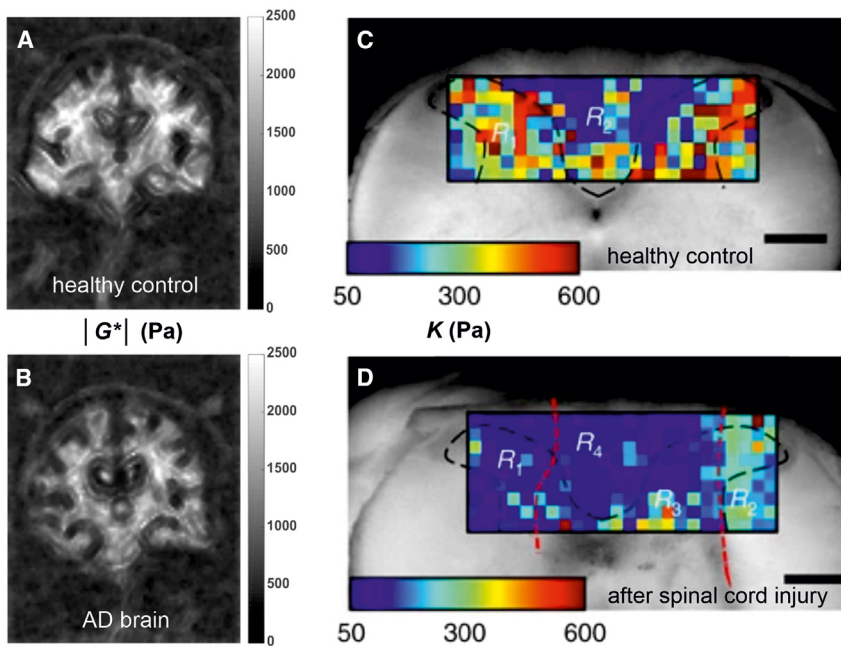 A
healthy control
2500
2000
1500
1000
500
0
|G*| (Pa)
B
AD brain
2500
2000
1500
1000
500
0
C
R1
R2
healthy control
50 300 600
K (Pa)
D
R1
R4
R3
R2
after spinal cord injury
50 300 600